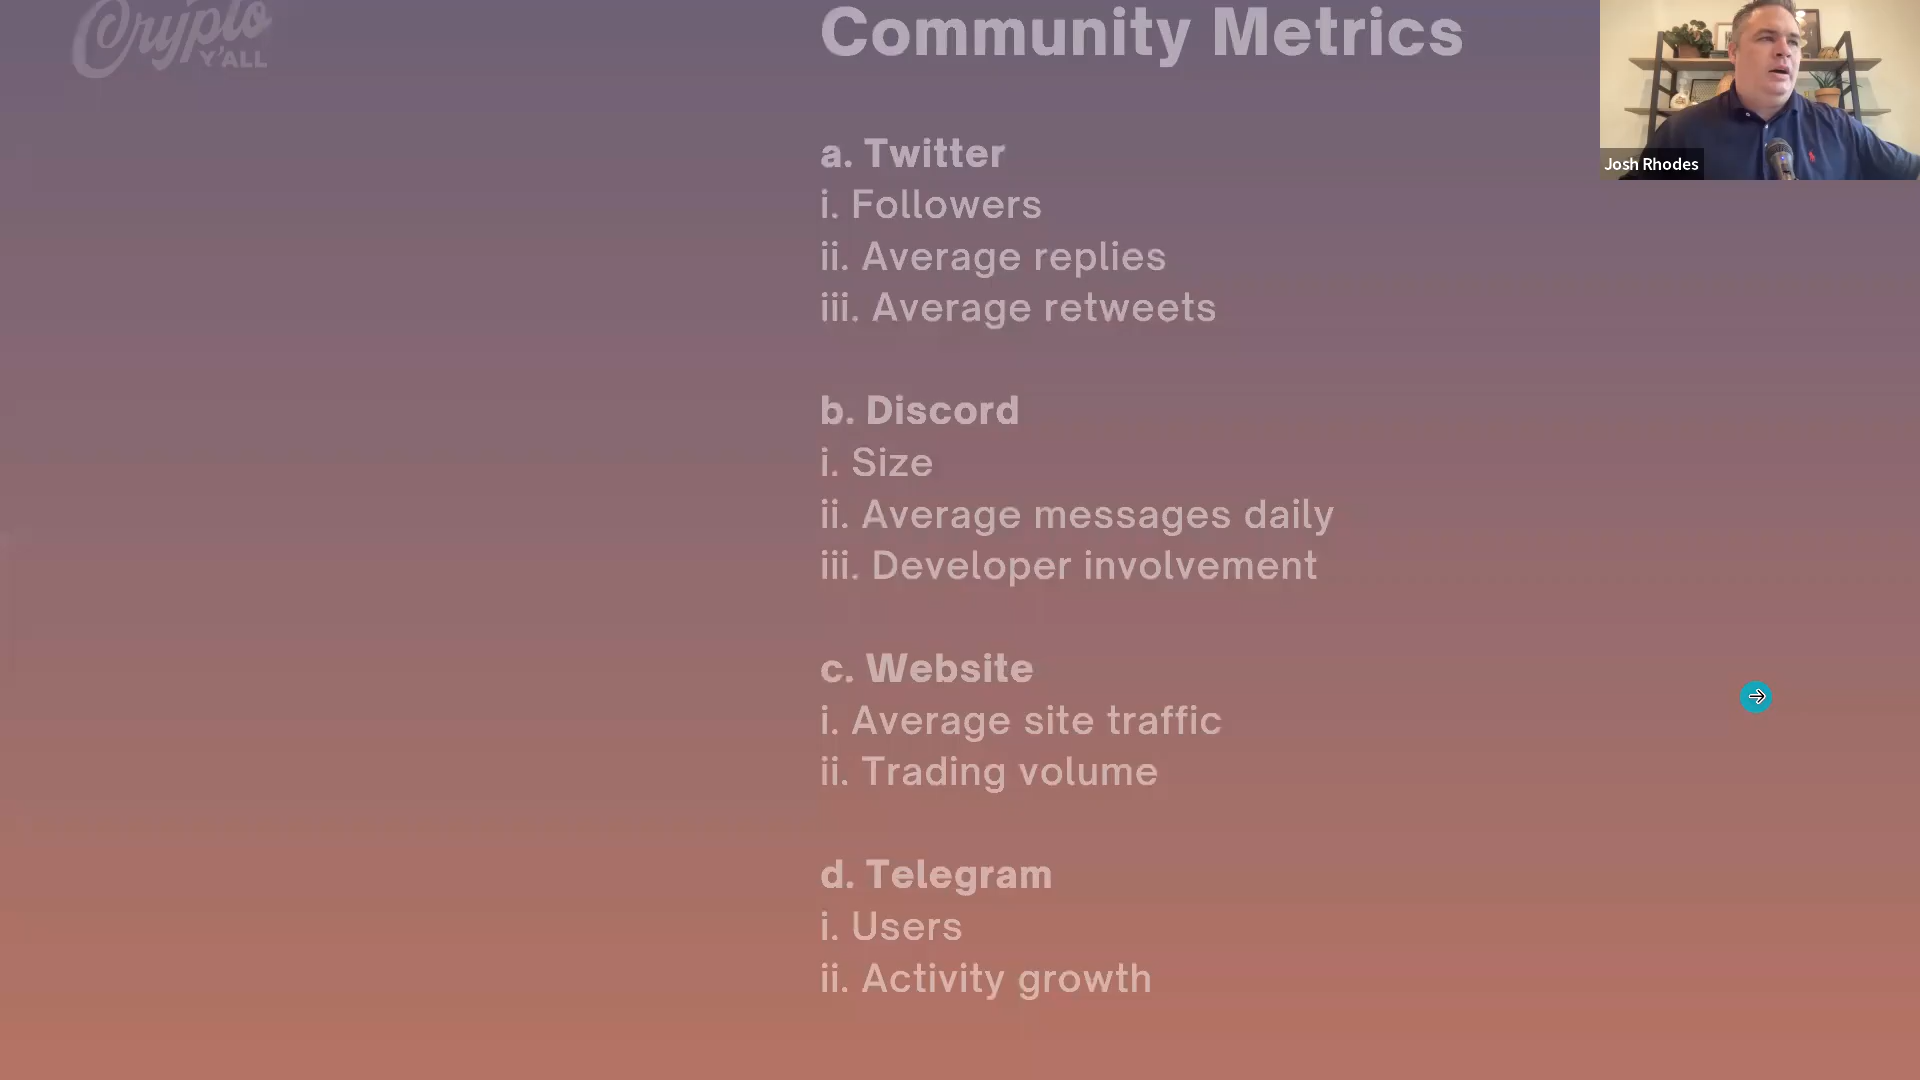 Crypto
Y'ALL
Community Metrics
a. Twitter
i. Followers
ii. Average replies
iii. Average retweets
b. Discord
i. Size
ii. Average messages daily
iii. Developer involvement
c. Website
i. Average site traffic
ii. Trading volume
d. Telegram
i. Users
ii. Activity growth
Josh Rhodes